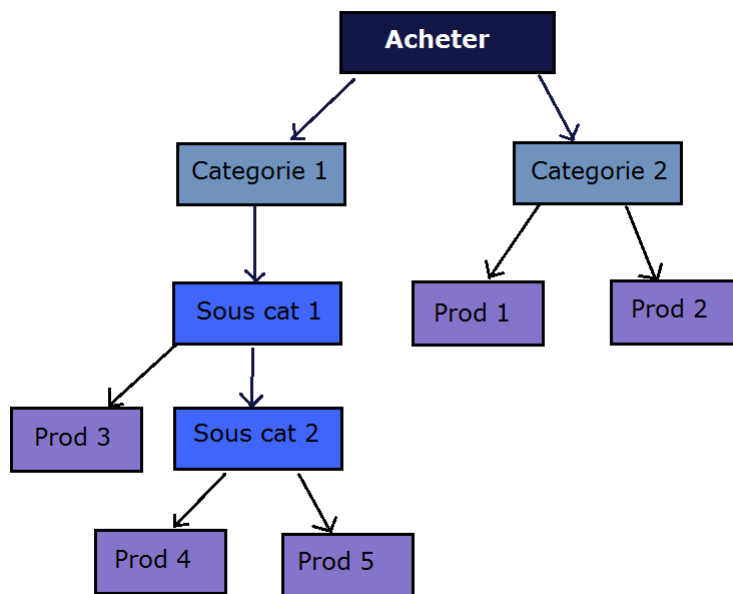 Acheter
Categorie 1
Categorie 2
Sous cat 1
Prod 1
Prod 2
Prod 3
Sous cat 2
Prod 4
Prod 5